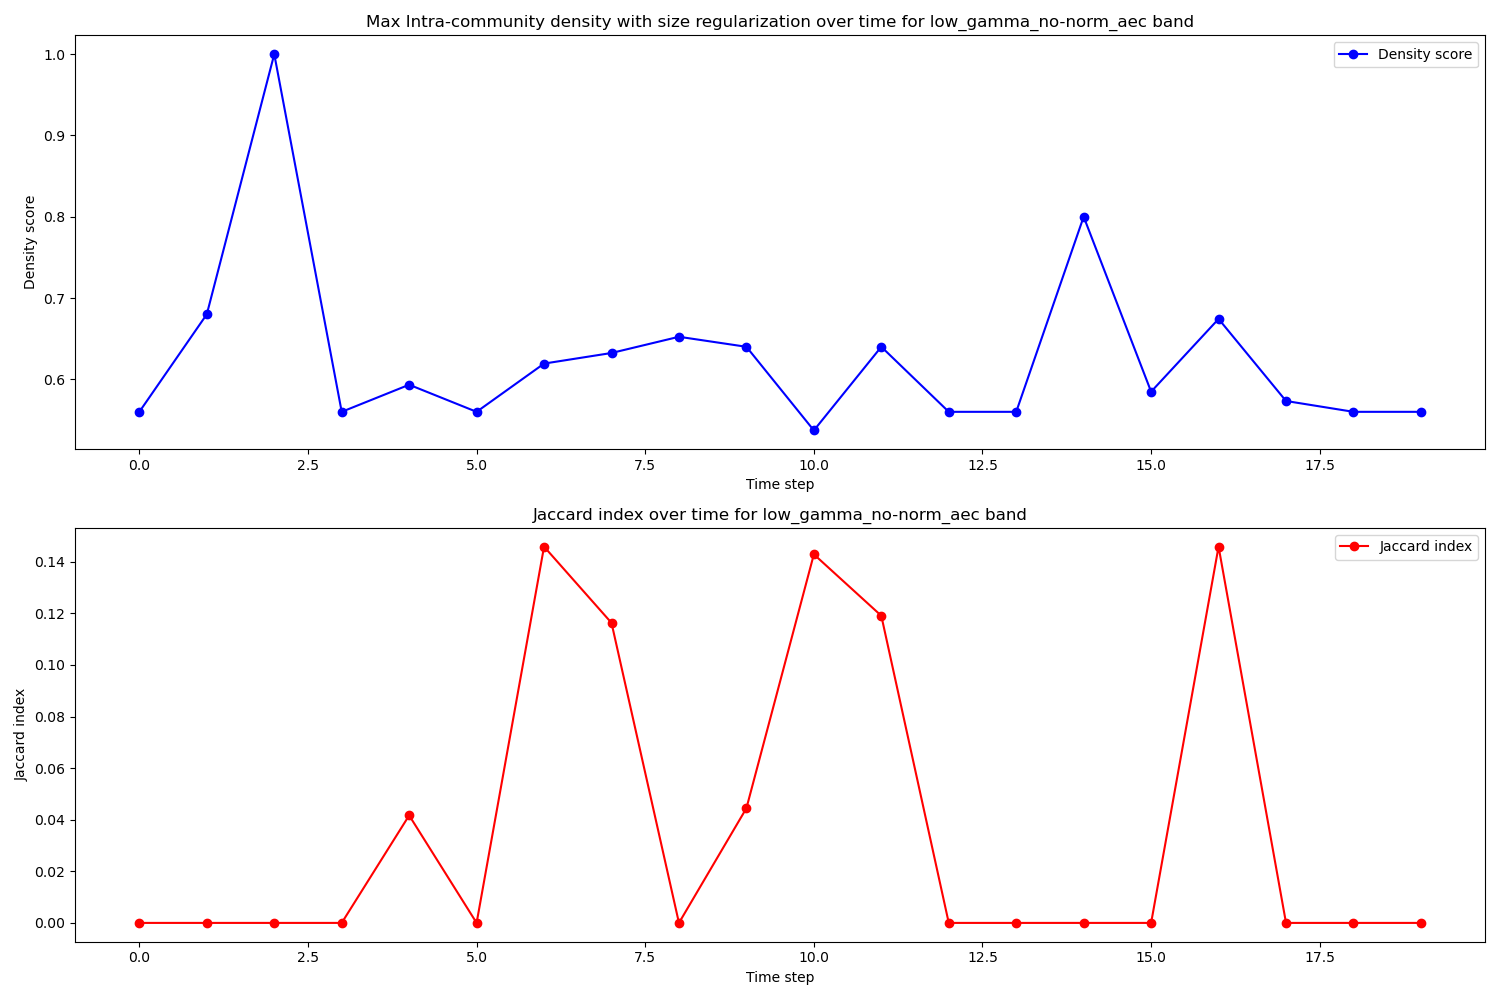 Max Intra-community density with size regularization over time for low_gamma_no-norm_aec band
Density score
1.0
0.9
0.8
0.7
0.6
Density score
0.0 2.5 5.0 7.5 10.0 12.5 15.0 17.5
Time step
Jaccard index over time for low_gamma_no-norm_aec band
Jaccard index
0.14
0.12
0.10
0.08
0.06
0.04
0.02
0.00
Jaccard index
0.0 2.5 5.0 7.5 10.0 12.5 15.0 17.5
Time step